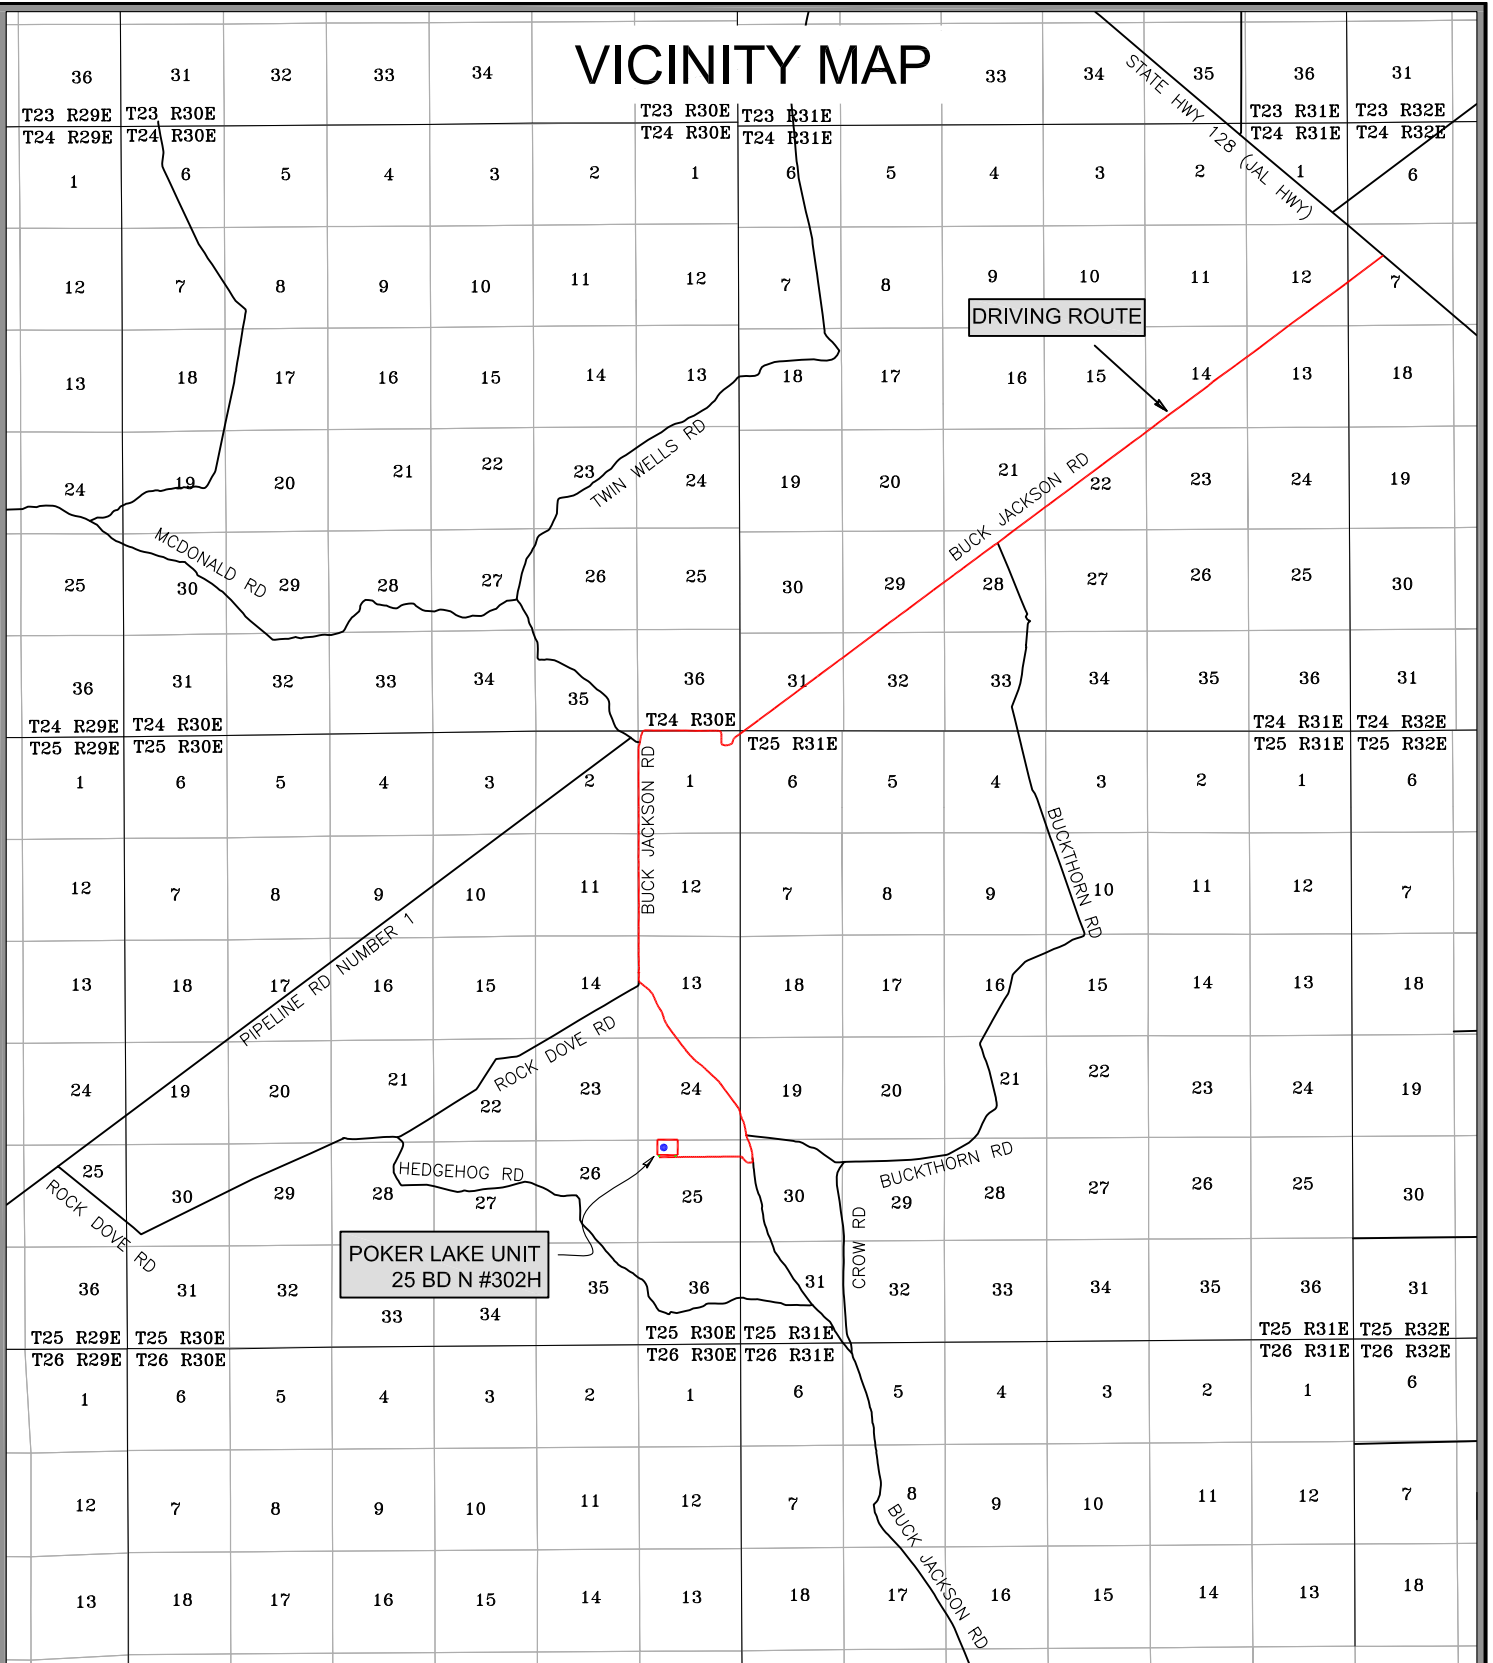 VICINITY MAP
36 31 32 33 34 33 34 35 36 31
STATE HWY 128 (JAL HWY)
T23 R29E T23 R30E T23 R30E T23 R31E T23 R31E T23 R32E
T24 R29E T24 R30E T24 R30E T24 R31E T24 R31E T24 R32E
1 6 5 4 3 2 1 6 5 4 3 2 1 6
12 7 8 9 10 11 12 7 8 9 10 11 12 7
DRIVING ROUTE
13 18 17 16 15 14 13 18 17 16 15 14 13 18
TWIN WELLS RD
BUCK JACKSON RD
24 19 20 21 22 23 24 19 20 21 22 23 24 19
MCDONALD RD
25 30 29 28 27 26 25 30 29 28 27 26 25 30
36 31 32 33 34 35 36 31 32 33 34 35 36 31
T24 R29E T24 R30E T24 R30E T24 R31E T24 R32E
T25 R29E T25 R30E T25 R31E T25 R31E T25 R32E
1 6 5 4 3 2 1 6 5 4 3 2 1 6
BUCK JACKSON RD
BUCKTHORN RD
12 7 8 9 10 11 12 7 8 9 10 11 12 7
PIPELINE RD NUMBER 1
13 18 17 16 15 14 13 18 17 16 15 14 13 18
ROCK DOVE RD
24 19 20 21 22 23 24 19 20 21 22 23 24 19
HEDGEHOG RD
BUCKTHORN RD
25 30 29 28 27 26 25 30 29 28 27 26 25 30
ROCK DOVE RD
CROW RD
POKER LAKE UNIT
25 BD N #302H
36 31 32 33 34 35 36 31 32 33 34 35 36 31
T25 R29E T25 R30E T25 R30E T25 R31E T25 R31E T25 R32E
T26 R29E T26 R30E T26 R30E T26 R31E T26 R31E T26 R32E
1 6 5 4 3 2 1 6 5 4 3 2 1 6
12 7 8 9 10 11 12 7 8 9 10 11 12 7
BUCK JACKSON RD
13 18 17 16 15 14 13 18 17 16 15 14 13 18